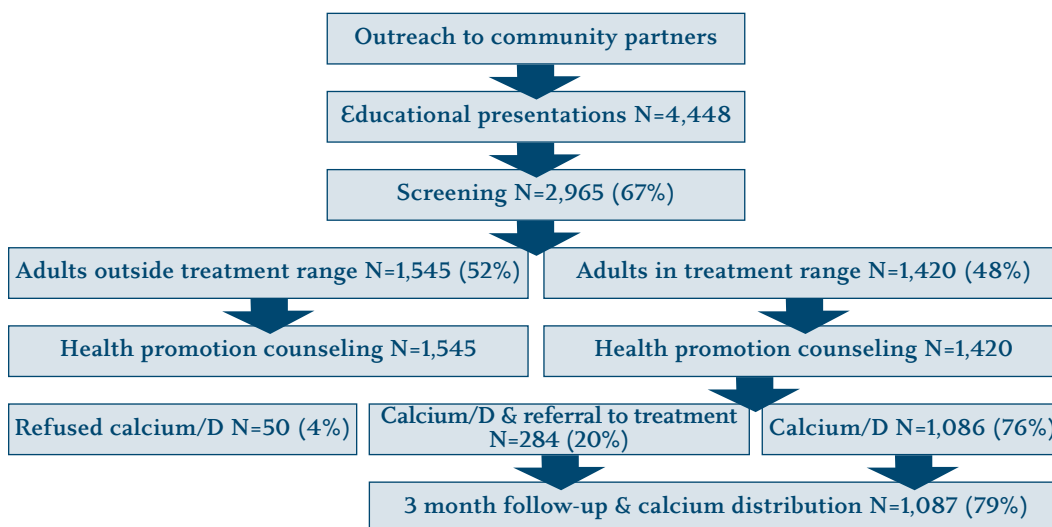 Outreach to community partners
Educational presentations N=4,448
Screening N=2,965 (67%)
Adults outside treatment range N=1,545 (52%)
Adults in treatment range N=1,420 (48%)
Health promotion counseling N=1,545
Health promotion counseling N=1,420
Refused calcium/D N=50 (4%)
Calcium/D & referral to treatment
N=284 (20%)
Calcium/D N=1,086 (76%)
3 month follow-up & calcium distribution N=1,087 (79%)